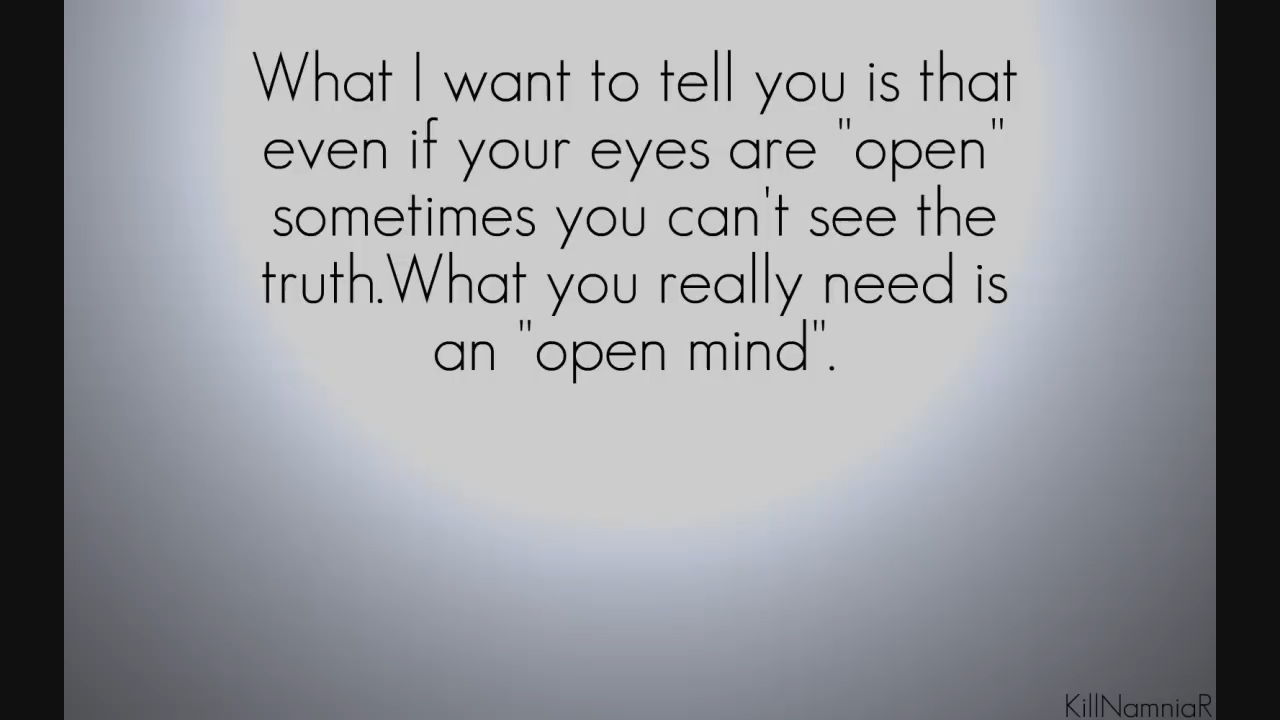 What I want to tell you is that
even if your eyes are "open"
sometimes you can't see the
truth.What you really need is
an "open mind".
KillNamniaR